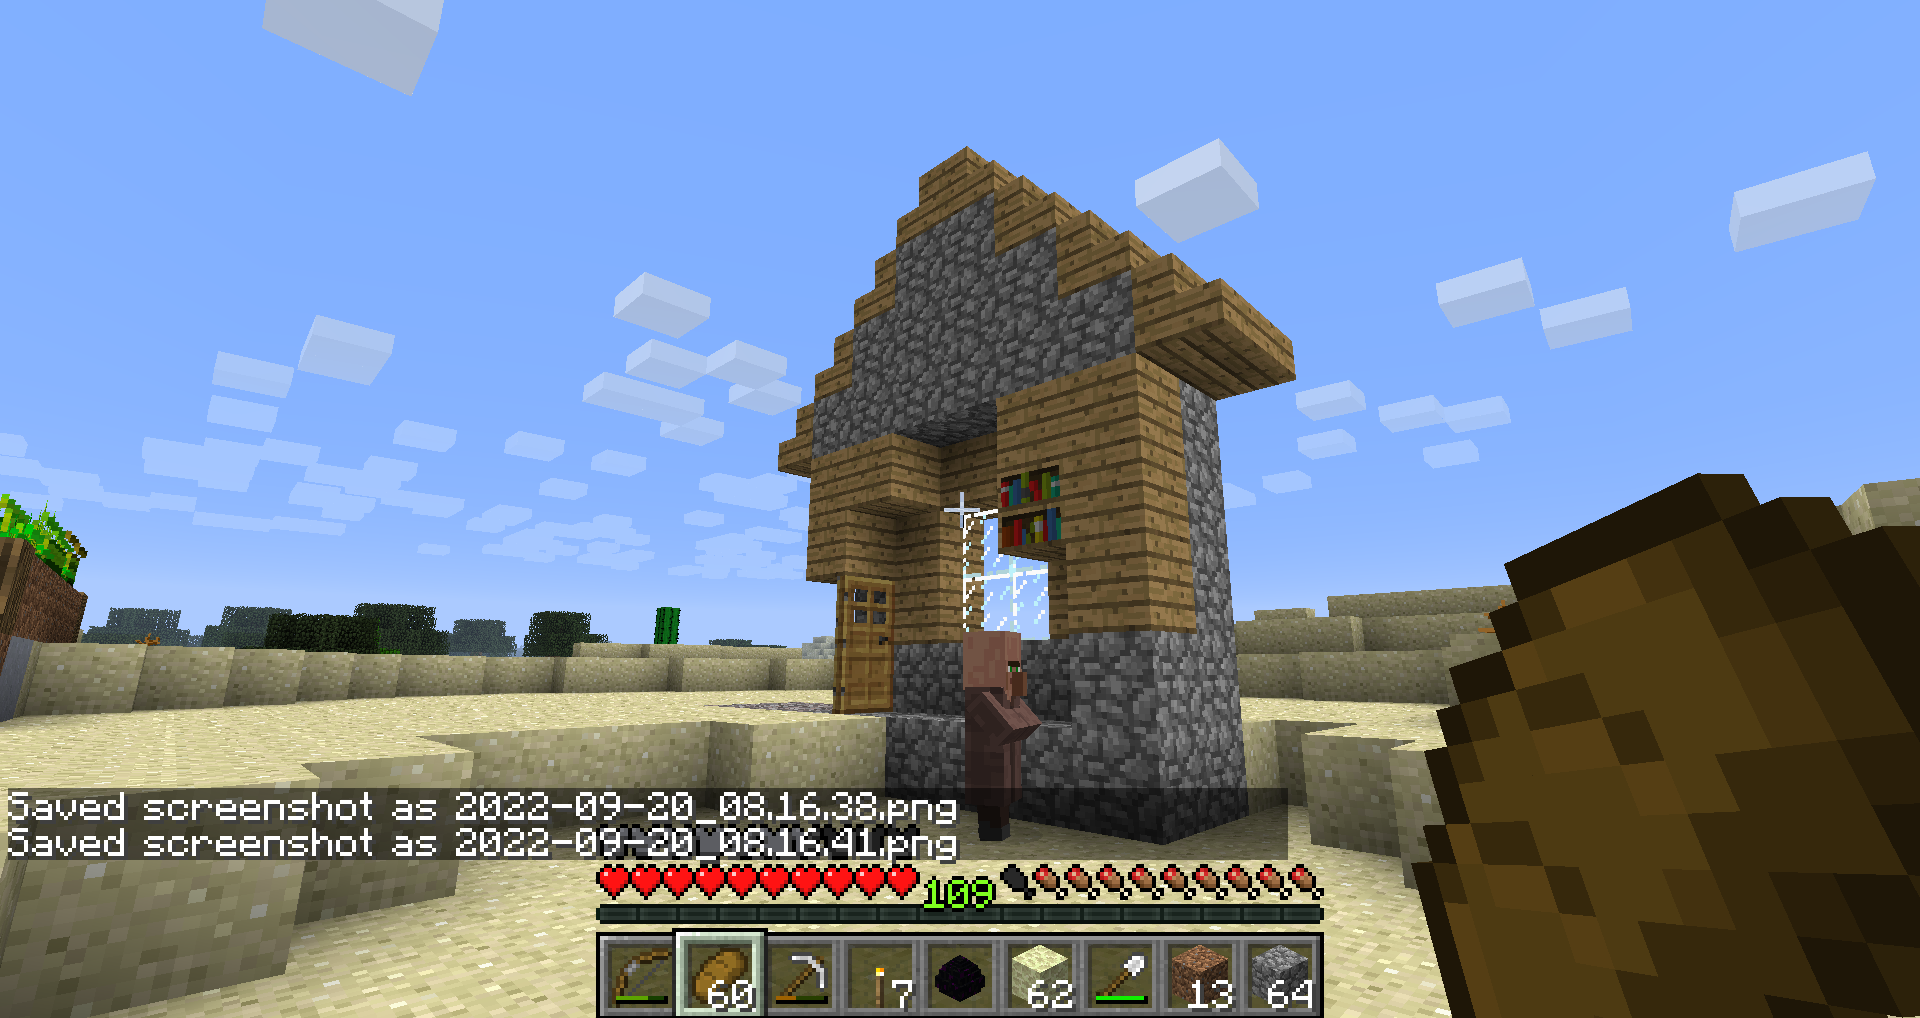 Saved screenshot as 2022-09-20_08.16.38.png
Saved screenshot as 2022-09-20_08.16.41.png
109
60 7 62 13 64